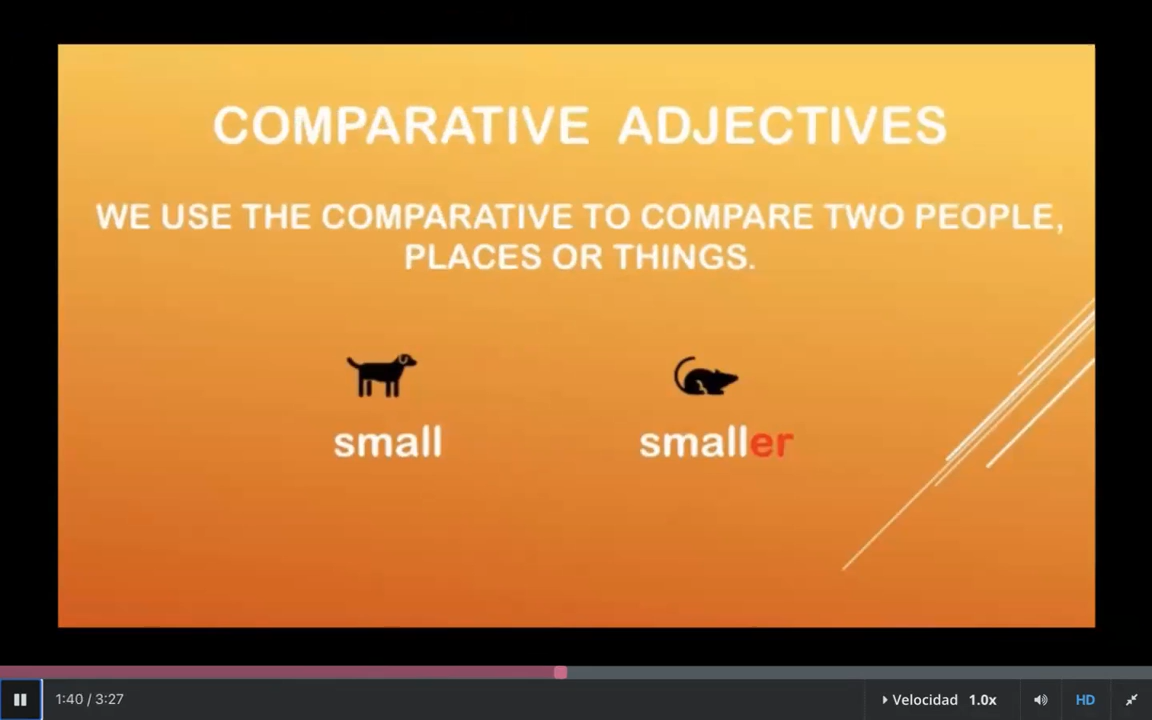 COMPARATIVE ADJECTIVES
WE USE THE COMPARATIVE TO COMPARE TWO PEOPLE,
PLACES OR THINGS.
small smaller
1:40 / 3:27 Velocidad 1.0x HD